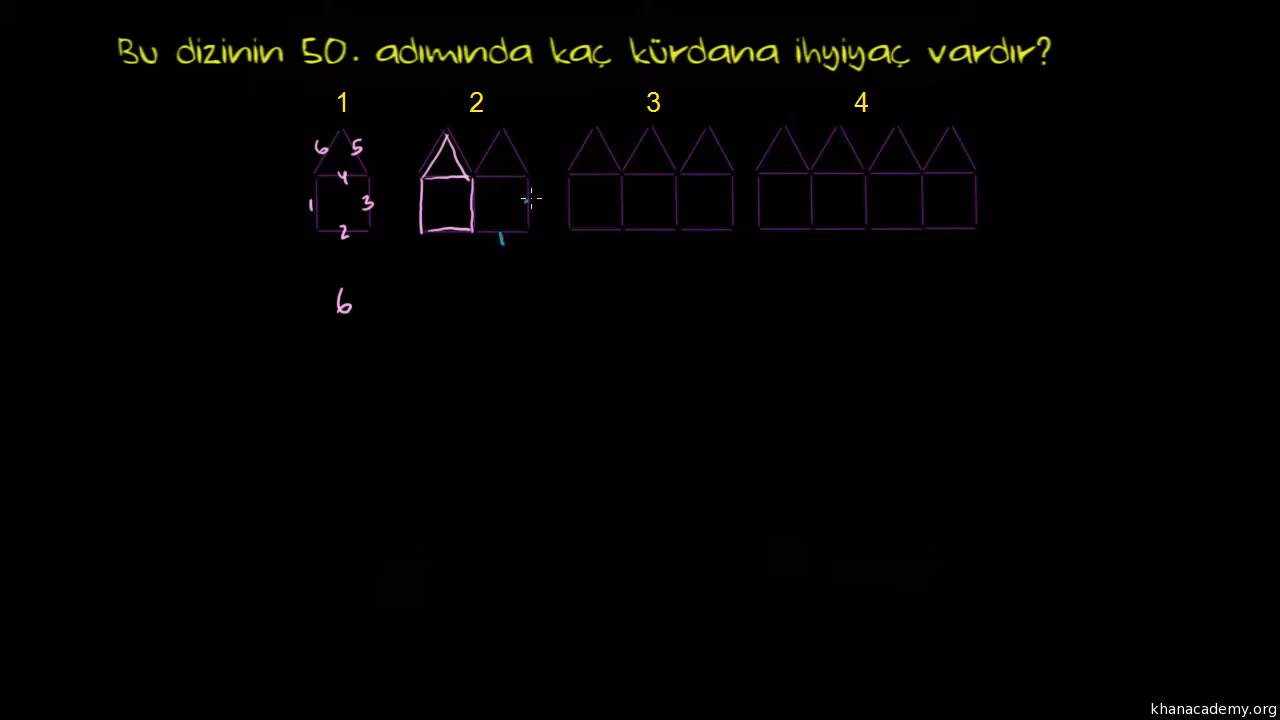 Bu dizinin 50. adımında kaç kürdana ihyiyaç vardır?
1 2 3 4
6 5
4
1 3
2
1
6
khanacademy.org